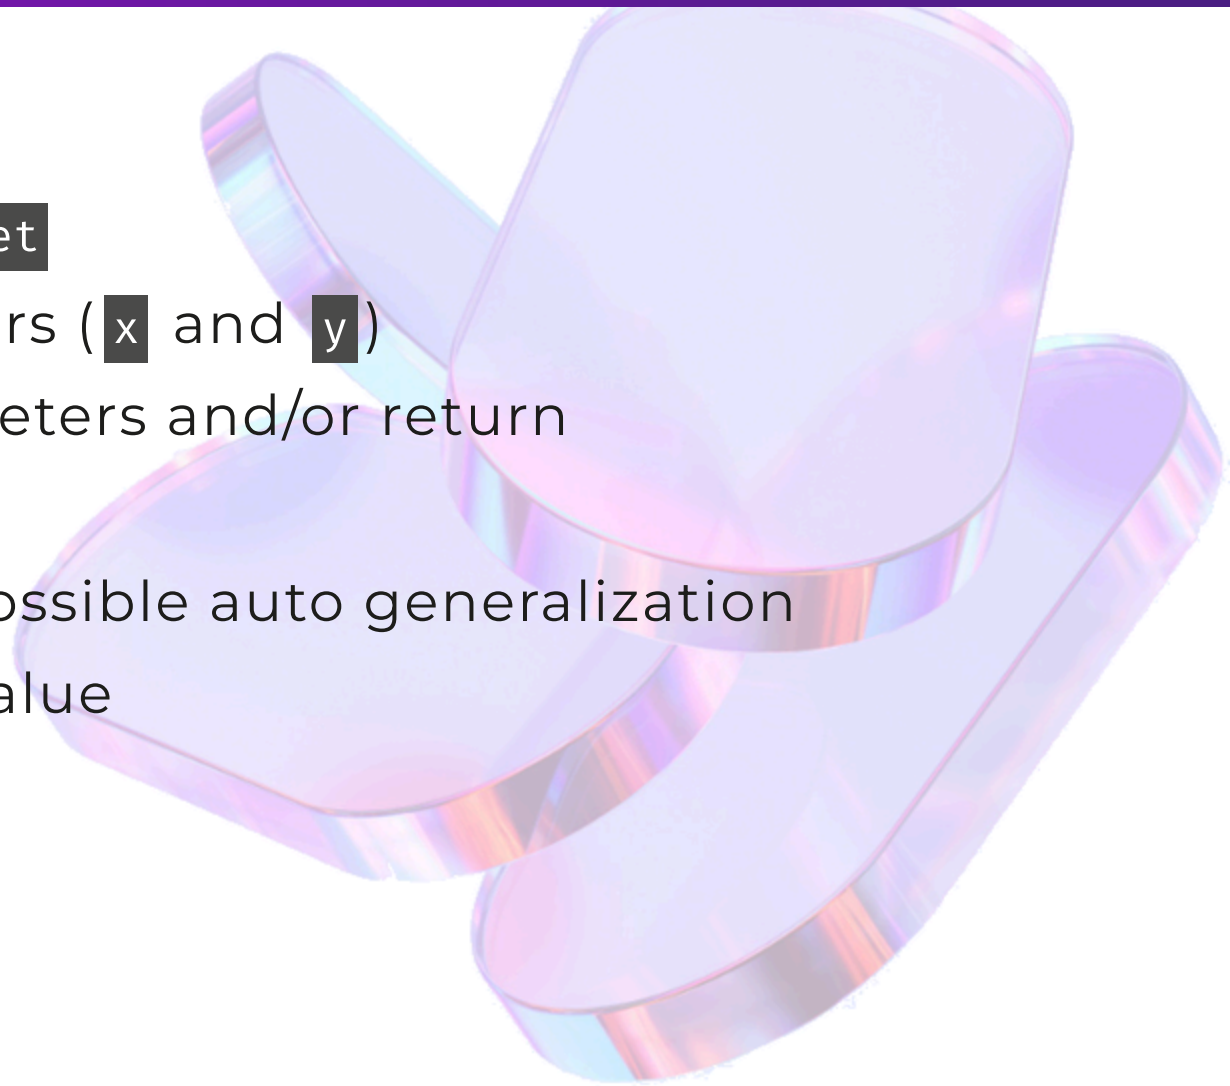 et
rs (x and y)
eters and/or return
ossible auto generalization
alue